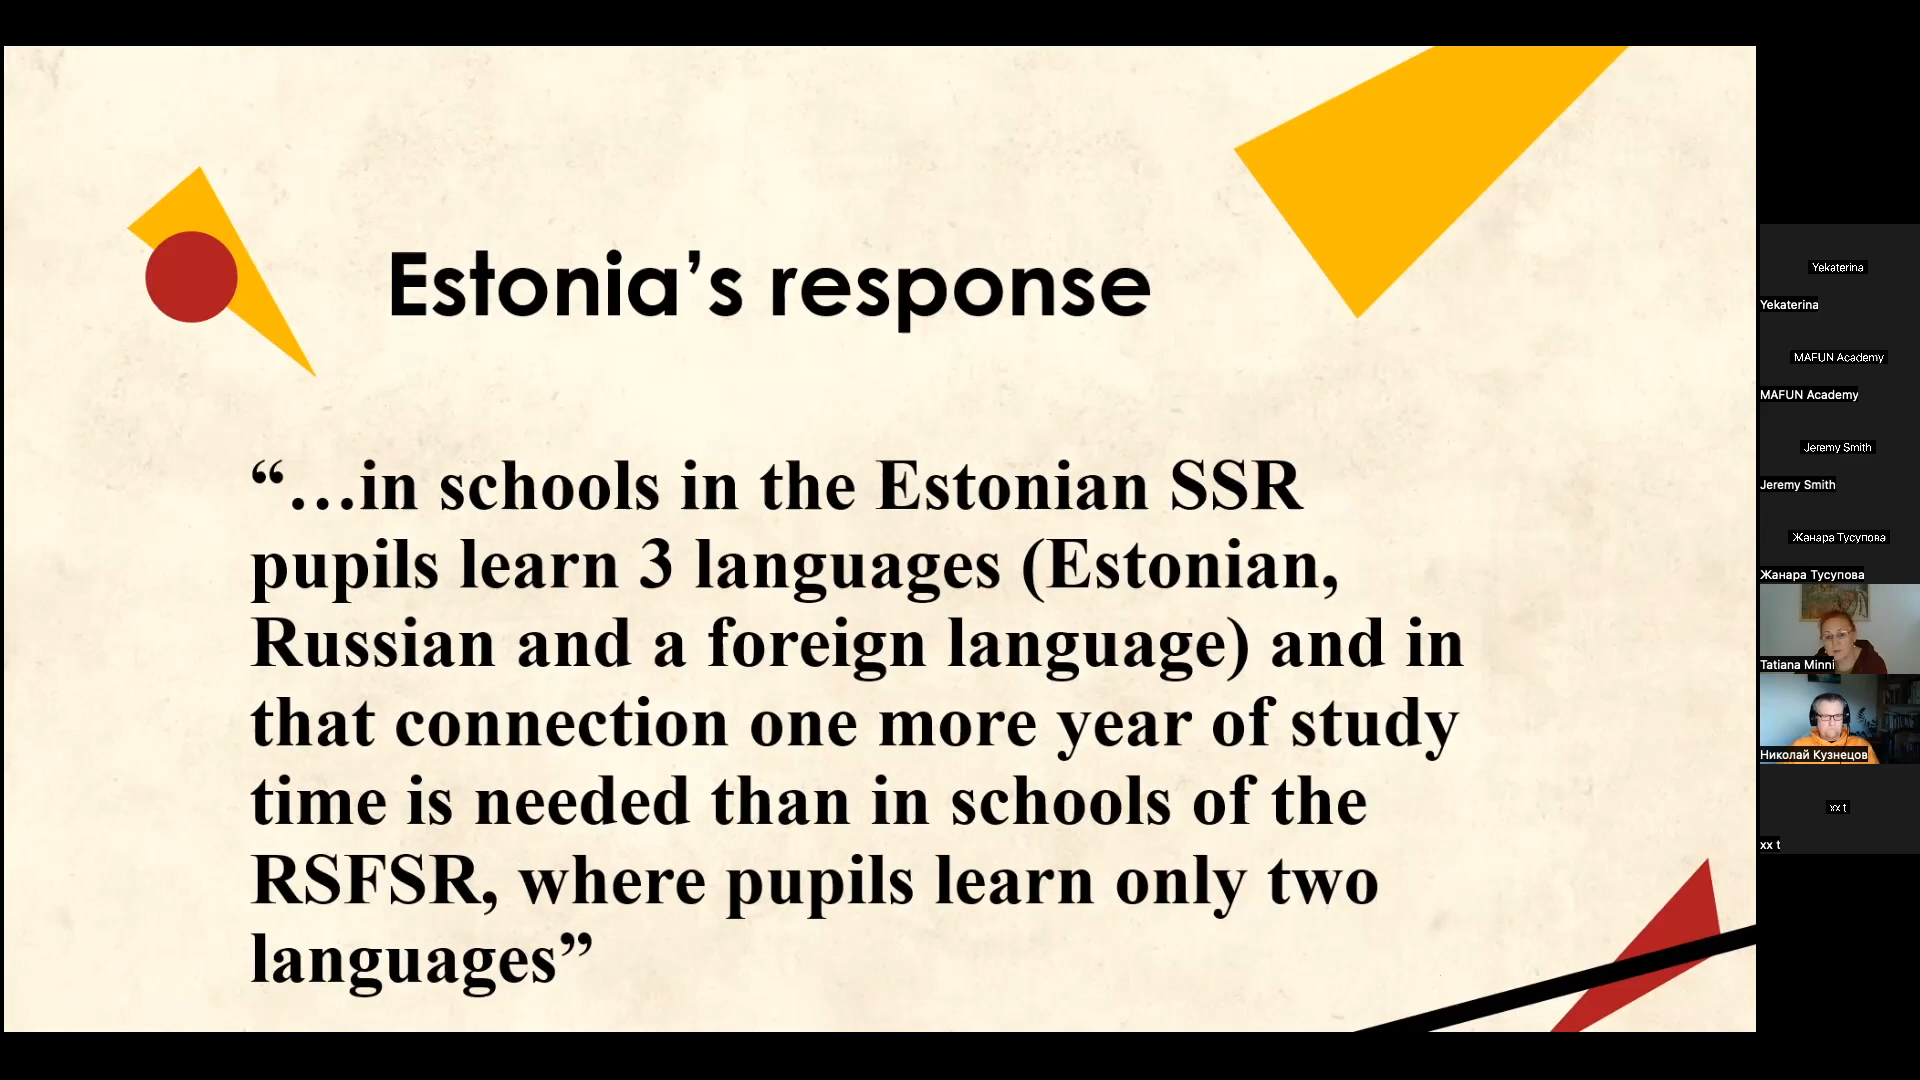 Estonia’s response
“…in schools in the Estonian SSR
pupils learn 3 languages (Estonian,
Russian and a foreign language) and in
that connection one more year of study
time is needed than in schools of the
RSFSR, where pupils learn only two
languages”
Yekaterina
Yekaterina
MAFUN Academy
MAFUN Academy
Jeremy Smith
Jeremy Smith
Жанара Тусупова
Жанара Тусупова
Tatiana Minni
Николай Кузнецов
xx t
xx t